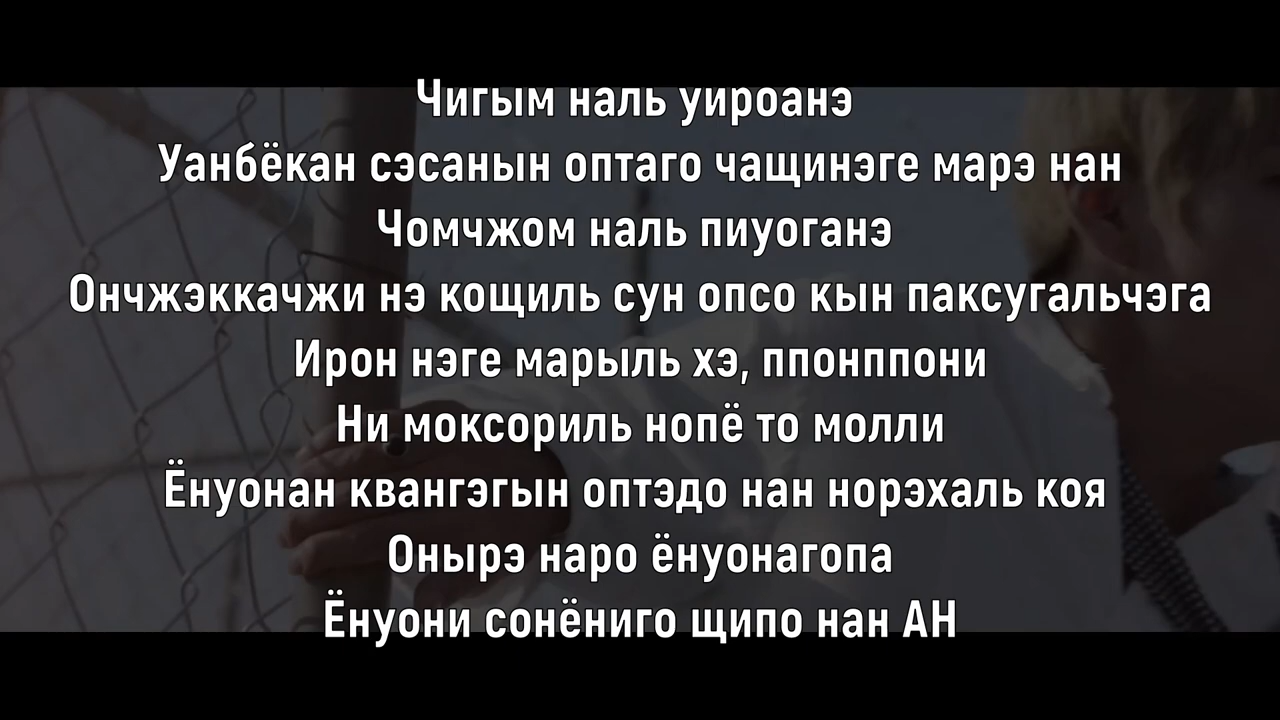 Чигым наль уироанэ
Уанбёкан сэсанын оптаго чащинэге марэ нан
Чомчжом наль пиуоганэ
Ончжэккачжи нэ кощиль сун опсо кын паксугальчэга
Ирон нэге марыль хэ, ппонппони
Ни моксориль нопё то молли
Ёнуонан квангэгын оптэдо нан норэхаль коя
Онырэ наро ёнуонагопа
Ёнуони сонёниго щипо нан АН